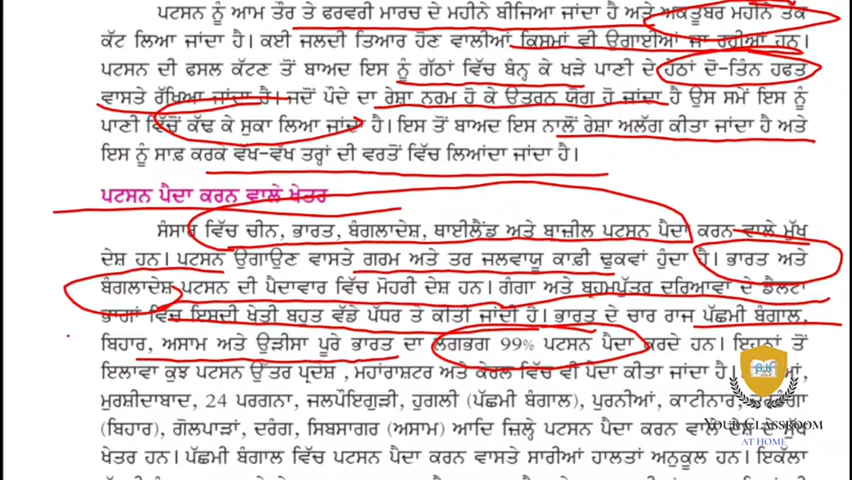 ਪਟਸਨ ਨੂੰ ਆਮ ਤੌਰ ਤੇ ਫਰਵਰੀ ਮਾਰਚ ਦੇ ਮਹੀਨੇ ਬੀਜਿਆ ਜਾਂਦਾ ਹੈ ਅਤੇ ਅਕਤੂਬਰ ਮਹੀਨੇ ਤੱਕ
ਕੱਟ ਲਿਆ ਜਾਂਦਾ ਹੈ। ਕਈ ਜਲਦੀ ਤਿਆਰ ਹੋਣ ਵਾਲੀਆਂ ਕਿਸਮਾਂ ਵੀ ਉਗਾਈਆਂ ਜਾ ਰਹੀਆਂ ਹਨ।
ਪਟਸਨ ਦੀ ਫਸਲ ਕੱਟਣ ਤੋਂ ਬਾਅਦ ਇਸ ਨੂੰ ਗੱਠਾਂ ਵਿੱਚ ਬੰਨ੍ਹ ਕੇ ਖੜੇ ਪਾਣੀ ਦੇ ਹੇਠਾਂ ਦੋ-ਤਿੰਨ ਹਫਤੇ
ਵਾਸਤੇ ਰੱਖਿਆ ਜਾਂਦਾ ਹੈ। ਜਦੋਂ ਪੌਦੇ ਦਾ ਰੇਸ਼ਾ ਨਰਮ ਹੋ ਕੇ ਉਤਰਨ ਯੋਗ ਹੋ ਜਾਂਦਾ ਹੈ ਉਸ ਸਮੇਂ ਇਸ ਨੂੰ
ਪਾਣੀ ਵਿੱਚੋਂ ਕੱਢ ਕੇ ਸੁਕਾ ਲਿਆ ਜਾਂਦਾ ਹੈ। ਇਸ ਤੋਂ ਬਾਅਦ ਇਸ ਨਾਲੋਂ ਰੇਸ਼ਾ ਅਲੱਗ ਕੀਤਾ ਜਾਂਦਾ ਹੈ ਅਤੇ
ਇਸ ਨੂੰ ਸਾਫ਼ ਕਰਕੇ ਵੱਖ-ਵੱਖ ਤਰ੍ਹਾਂ ਦੀ ਵਰਤੋਂ ਵਿੱਚ ਲਿਆਂਦਾ ਜਾਂਦਾ ਹੈ।
ਪਟਸਨ ਪੈਦਾ ਕਰਨ ਵਾਲੇ ਖੇਤਰ
ਸੰਸਾਰ ਵਿੱਚ ਚੀਨ, ਭਾਰਤ, ਬੰਗਲਾਦੇਸ਼, ਥਾਈਲੈਂਡ ਅਤੇ ਬਾਜ਼ੀਲ ਪਟਸਨ ਪੈਦਾ ਕਰਨ ਵਾਲੇ ਮੁੱਖ
ਦੇਸ਼ ਹਨ। ਪਟਸਨ ਉਗਾਉਣ ਵਾਸਤੇ ਗਰਮ ਅਤੇ ਤਰ ਜਲਵਾਯੂ ਕਾਫ਼ੀ ਢੁਕਵਾਂ ਹੁੰਦਾ ਹੈ। ਭਾਰਤ ਅਤੇ
ਬੰਗਲਾਦੇਸ਼ ਪਟਸਨ ਦੀ ਪੈਦਾਵਾਰ ਵਿੱਚ ਮੋਹਰੀ ਦੇਸ਼ ਹਨ। ਗੰਗਾ ਅਤੇ ਬ੍ਰਹਮਪੁੱਤਰ ਦਰਿਆਵਾਂ ਦੇ ਡੈਲਟਾ
ਭਾਗਾਂ ਵਿੱਚ ਇਸਦੀ ਖੇਤੀ ਬਹੁਤ ਵੱਡੇ ਪੱਧਰ ਤੇ ਕੀਤੀ ਜਾਂਦੀ ਹੈ। ਭਾਰਤ ਦੇ ਚਾਰ ਰਾਜ ਪੱਛਮੀ ਬੰਗਾਲ,
ਬਿਹਾਰ, ਅਸਾਮ ਅਤੇ ਉੜੀਸਾ ਪੂਰੇ ਭਾਰਤ ਦਾ ਲਗਭਗ 99% ਪਟਸਨ ਪੈਦਾ ਕਰਦੇ ਹਨ। ਇਹਨਾਂ ਤੋਂ
ਇਲਾਵਾ ਕੁਝ ਪਟਸਨ ਉੱਤਰ ਪ੍ਰਦੇਸ਼, ਮਹਾਂਰਾਸ਼ਟਰ ਅਤੇ ਕੇਰਲ ਵਿੱਚ ਵੀ ਪੈਦਾ ਕੀਤਾ ਜਾਂਦਾ ਹੈ।
ਮੁਰਸ਼ੀਦਾਬਾਦ, 24 ਪਰਗਨਾ, ਜਲਪੋਇਗੁੜੀ, ਹੁਗਲੀ (ਪੱਛਮੀ ਬੰਗਾਲ), ਪੁਰਨੀਆਂ, ਕਾਟੀਨਾਰ,
(ਬਿਹਾਰ), ਗੋਲਪਾੜਾਂ, ਦਰੰਗ, ਸਿਬਸਾਗਰ (ਅਸਾਮ) ਆਦਿ ਜ਼ਿਲ੍ਹੇ ਪਟਸਨ ਪੈਦਾ ਕਰਨ ਵਾਲੇ ਦੇਸ਼ ਦੇ ਮੁੱਖ
ਖੇਤਰ ਹਨ। ਪੱਛਮੀ ਬੰਗਾਲ ਵਿੱਚ ਪਟਸਨ ਪੈਦਾ ਕਰਨ ਵਾਸਤੇ ਸਾਰੀਆਂ ਹਾਲਤਾਂ ਅਨੁਕੂਲ ਹਨ। ਇਕੱਲਾ
YOUR CLASSROOM
AT HOME